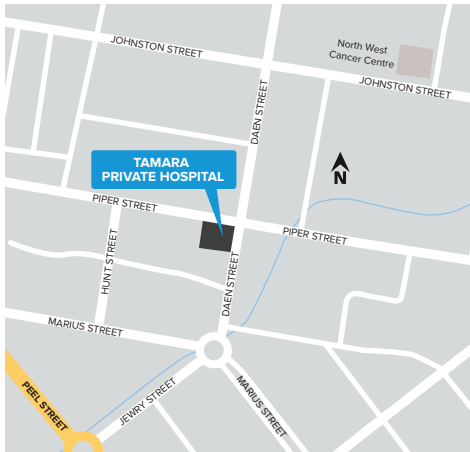 JOHNSTON STREET
North West
Cancer Centre
JOHNSTON STREET
DAEN STREET
TAMARA
PRIVATE HOSPITAL
N
PIPER STREET
PIPER STREET
HUNT STREET
DAEN STREET
MARIUS STREET
PEEL STREET
JEWRY STREET
MARIUS STREET